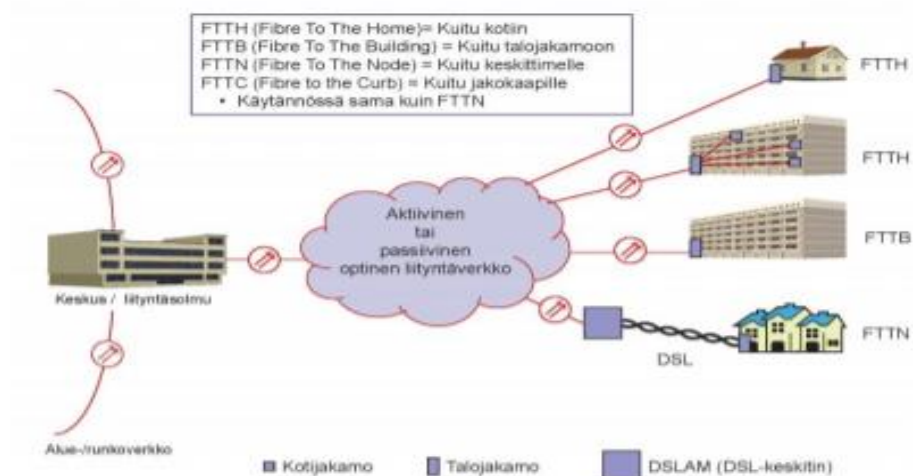 FTTH (Fibre To The Home)= Kuitu kotiin
FTTB (Fibre To The Building) = Kuitu talojakamoon
FTTN (Fibre To The Node) = Kuitu keskittimelle
FTTC (Fibre to the Curb) = Kuitu jakokaapille
• Käytännössä sama kuin FTTN
FTTH
FTTH
Aktiivinen
tai
passiivinen
optinen liityntäverkko
FTTB
Keskus / liityntäsolmu
FTTN
DSL
Alue-/runkoverkko
Kotijakamo
Talojakamo
DSLAM (DSL-keskitin)